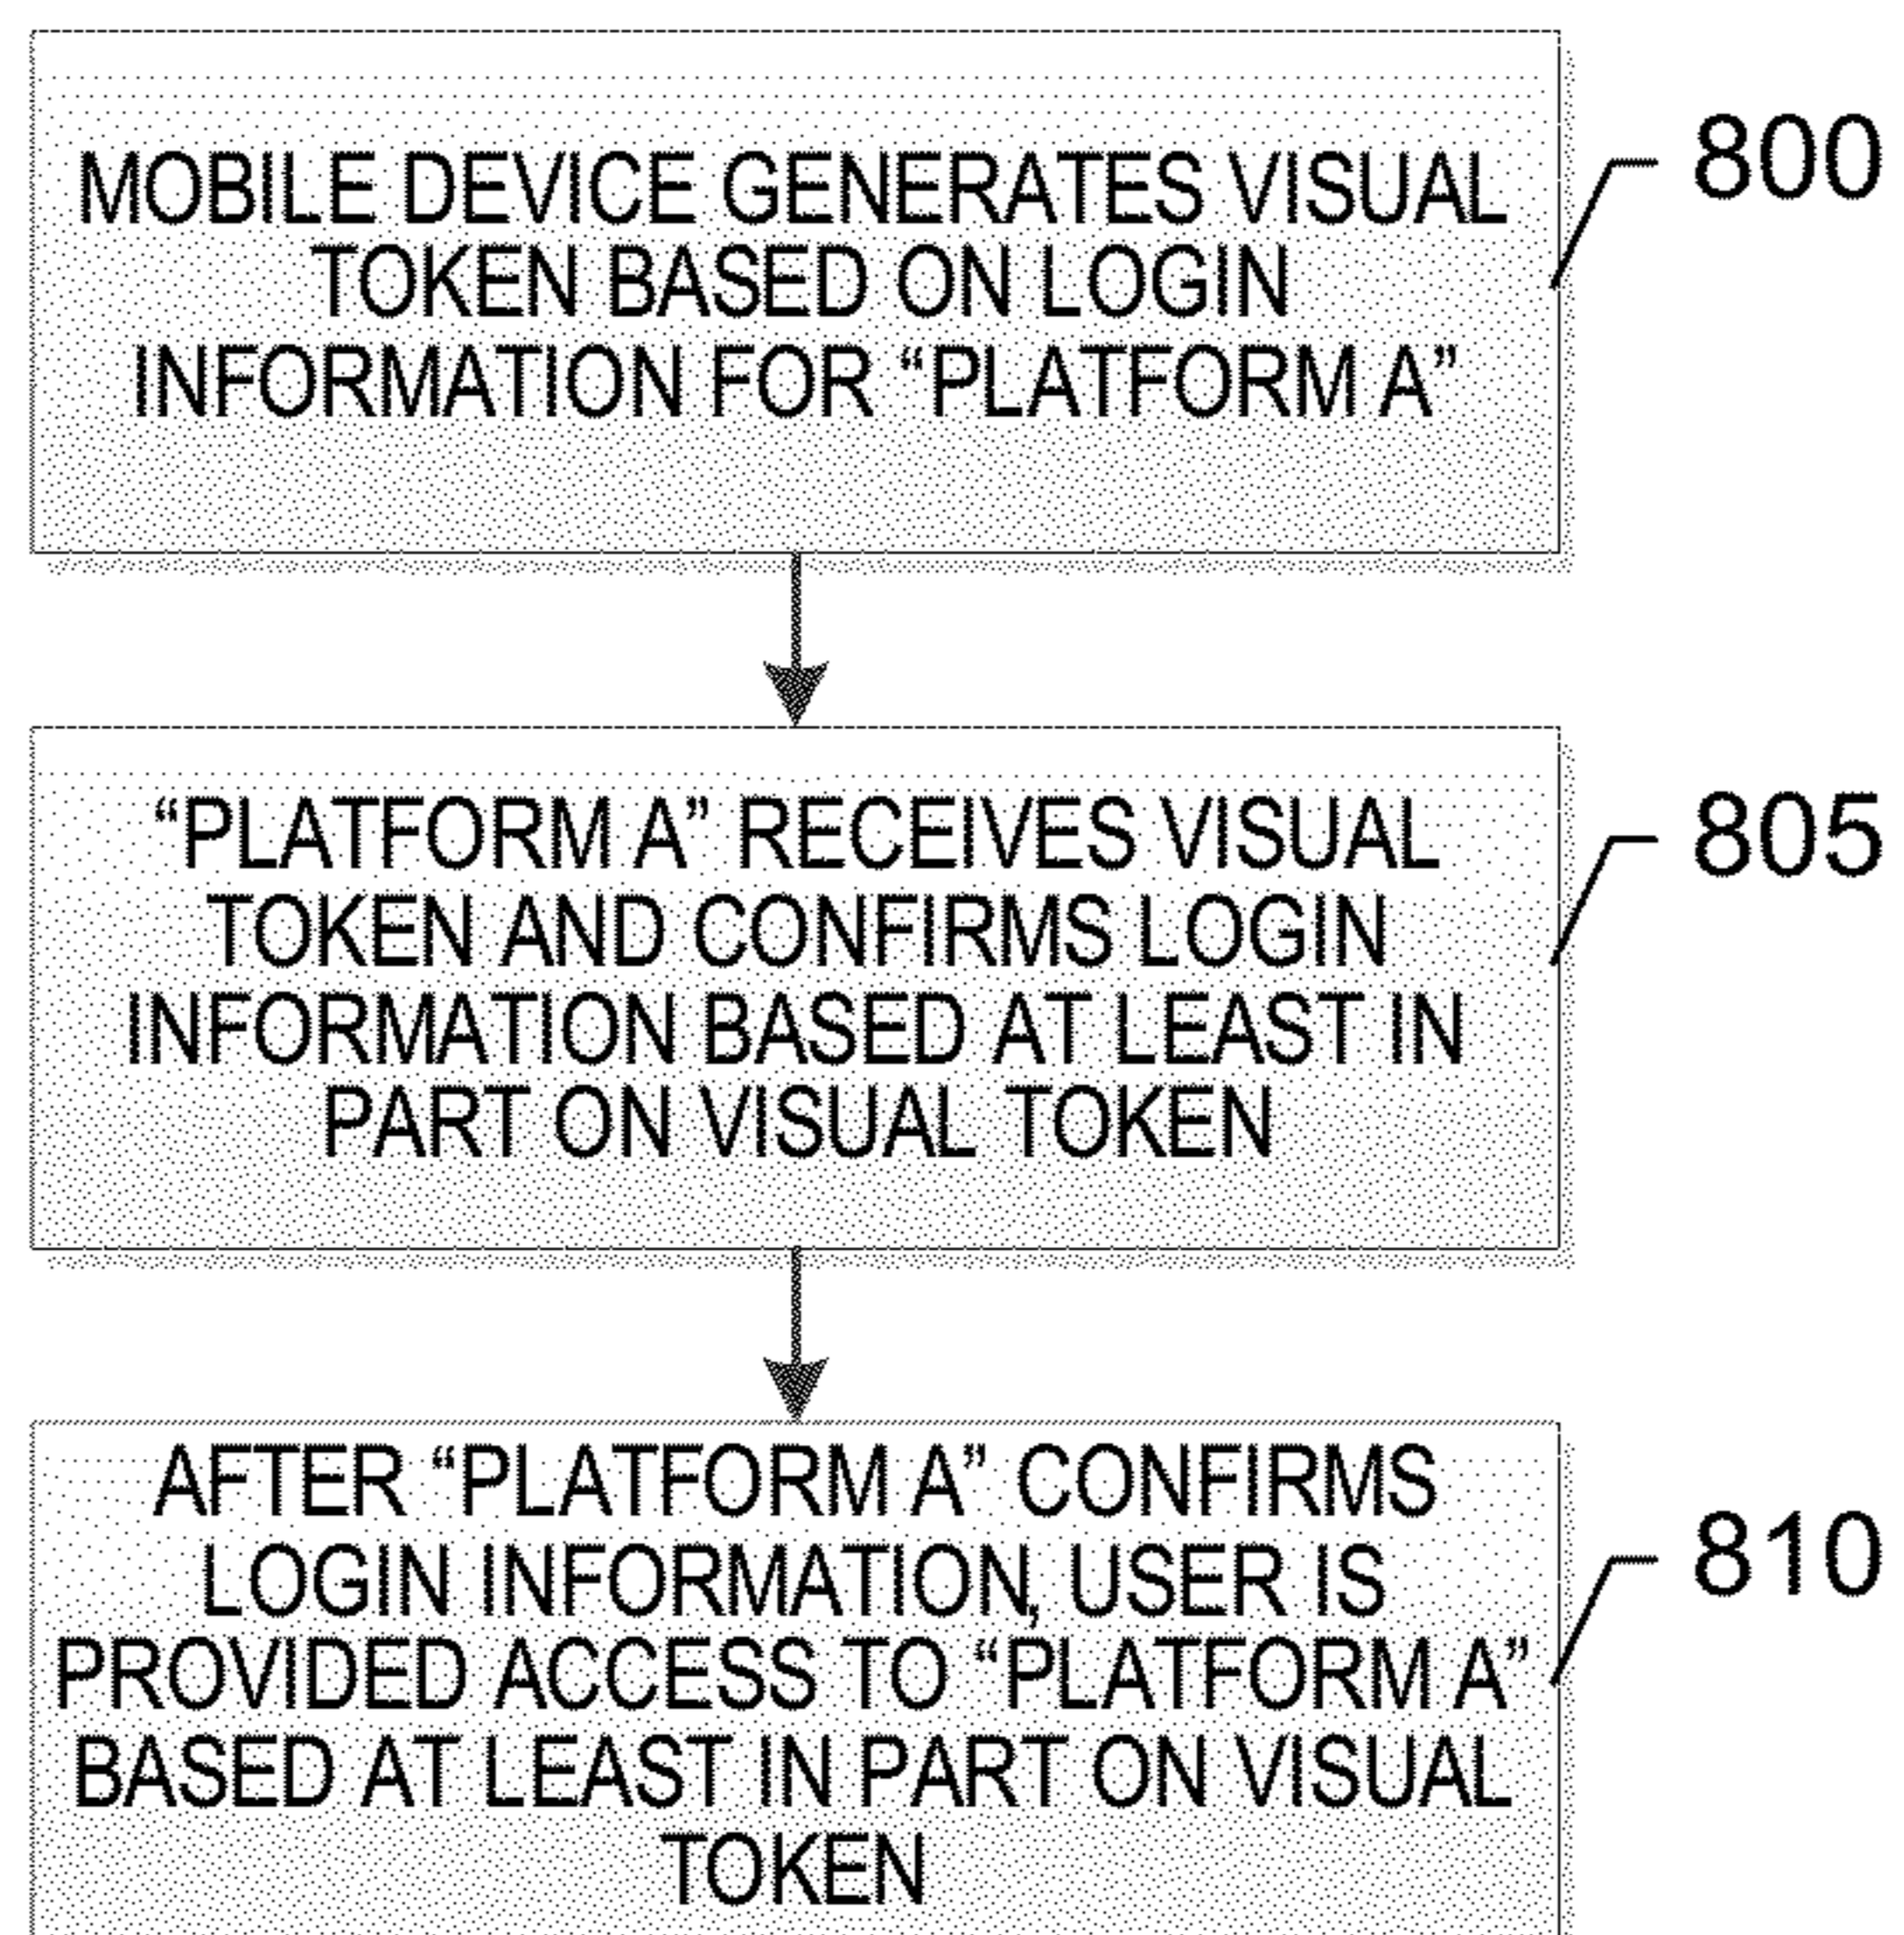 MOBILE DEVICE GENERATES VISUAL
TOKEN BASED ON LOGIN
INFORMATION FOR “PLATFORM A”
800
“PLATFORM A” RECEIVES VISUAL
TOKEN AND CONFIRMS LOGIN
INFORMATION BASED AT LEAST IN
PART ON VISUAL TOKEN
805
AFTER “PLATFORM A” CONFIRMS
LOGIN INFORMATION, USER IS
PROVIDED ACCESS TO “PLATFORM A”
BASED AT LEAST IN PART ON VISUAL
TOKEN
810